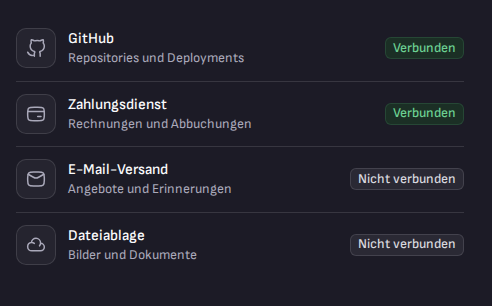 GitHub
Repositories und Deployments
Verbunden
Zahlungsdienst
Rechnungen und Abbuchungen
Verbunden
E-Mail-Versand
Angebote und Erinnerungen
Nicht verbunden
Dateiablage
Bilder und Dokumente
Nicht verbunden